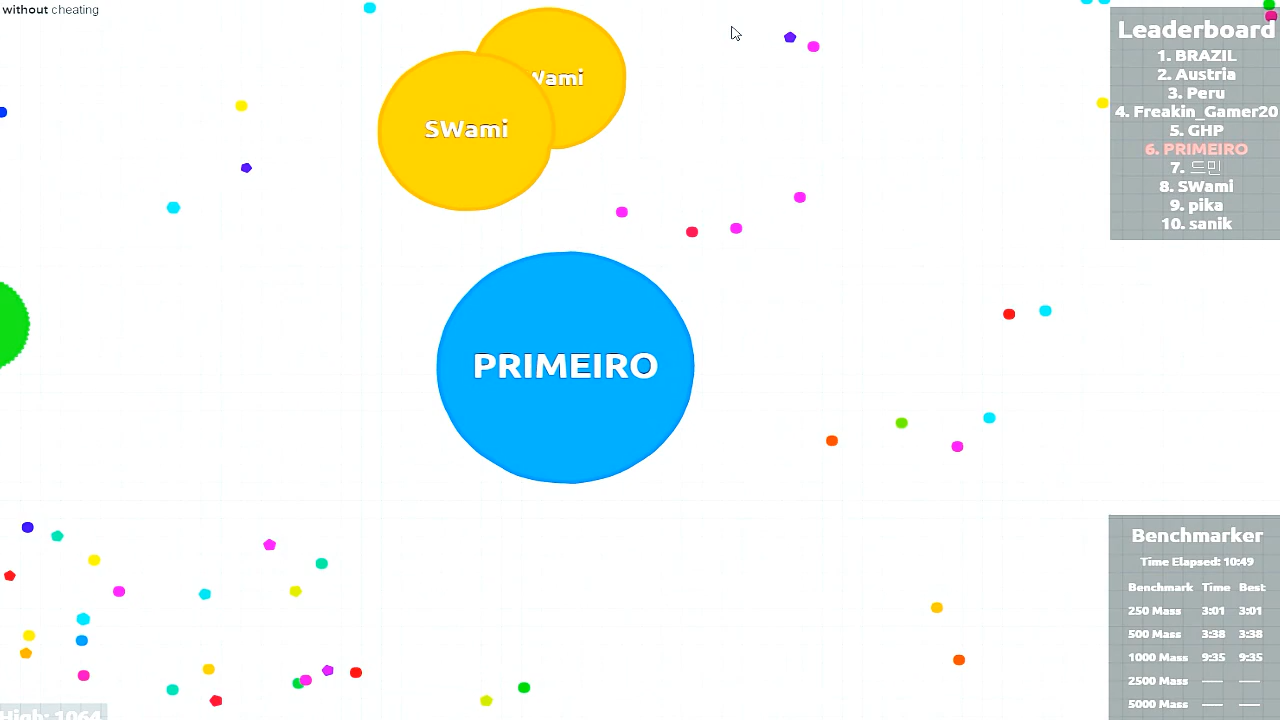 without cheating
Wami
SWami
PRIMEIRO
Leaderboard
1. BRAZIL
2. Austria
3. Peru
4. Freakin_Gamer20
5. GHP
6. PRIMEIRO
7. 드민
8. SWami
9. pika
10. sanik
Benchmarker
Time Elapsed: 10:49
Benchmark Time Best
250 Mass 3:01 3:01
500 Mass 3:38 3:38
1000 Mass 9:35 9:35
2500 Mass —— ——
5000 Mass —— ——
High: 1064